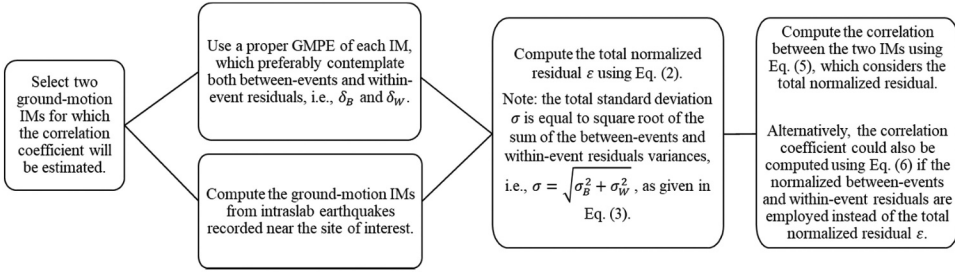 Select two
ground-motion
IMs for which
the correlation
coefficient will
be estimated.
Use a proper GMPE of each IM,
which preferably contemplate
both between-events and within-
event residuals, i.e., δ_B and δ_W.
Compute the ground-motion IMs
from intraslab earthquakes
recorded near the site of interest.
Compute the total normalized
residual ε using Eq. (2).
Note: the total standard deviation
σ is equal to square root of the
sum of the between-events and
within-event residuals variances,
i.e., σ = √(σ_B^2 + σ_W^2) , as given in
Eq. (3).
Compute the correlation
between the two IMs using
Eq. (5), which considers the
total normalized residual.
Alternatively, the correlation
coefficient could also be
computed using Eq. (6) if the
normalized between-events
and within-event residuals are
employed instead of the total
normalized residual ε.